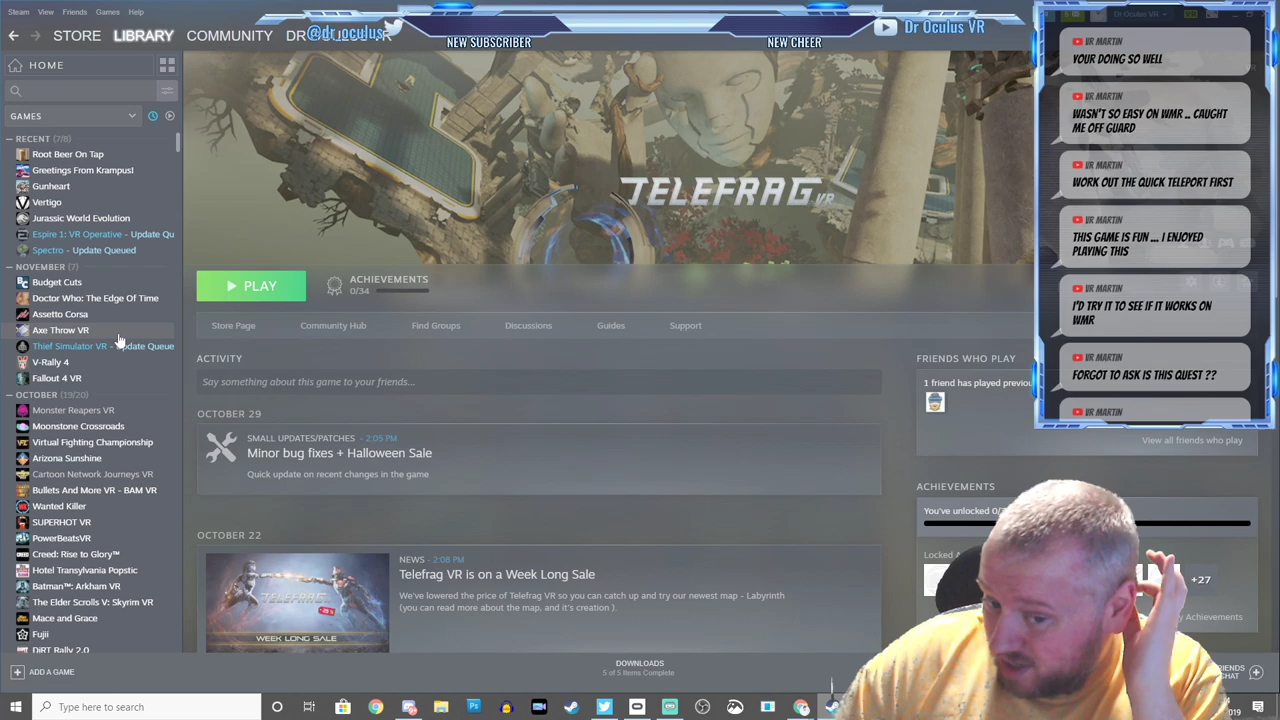 Steam View Friends Games Help
STORE LIBRARY COMMUNITY
@dr_oculus
NEW SUBSCRIBER
NEW CHEER
Dr Oculus VR
Dr Oculus VR
HOME
GAMES
RECENT (7/8)
Root Beer On Tap
Greetings From Krampus!
Gunheart
Vertigo
Jurassic World Evolution
Espire 1: VR Operative - Update Qu
Spectro - Update Queued
NOVEMBER (7)
Budget Cuts
Doctor Who: The Edge Of Time
Assetto Corsa
Axe Throw VR
Thief Simulator VR - Update Queue
V-Rally 4
Fallout 4 VR
OCTOBER (19/20)
Monster Reapers VR
Moonstone Crossroads
Virtual Fighting Championship
Arizona Sunshine
Cartoon Network Journeys VR
Bullets And More VR - BAM VR
Wanted Killer
SUPERHOT VR
PowerBeatsVR
Creed: Rise to Glory™
Hotel Transylvania Popstic
Batman™: Arkham VR
The Elder Scrolls V: Skyrim VR
Mace and Grace
Fujii
DiRT Rally 2.0
ADD A GAME
TELEFRAG VR
PLAY
ACHIEVEMENTS
0/34
Store Page Community Hub Find Groups Discussions Guides Support
ACTIVITY
Say something about this game to your friends...
OCTOBER 29
SMALL UPDATES/PATCHES - 2:05 PM
Minor bug fixes + Halloween Sale
Quick update on recent changes in the game
OCTOBER 22
NEWS - 2:08 PM
Telefrag VR is on a Week Long Sale
We've lowered the price of Telefrag VR so you can catch up and try our newest map - Labyrinth
(you can read more about the map, and it's creation ).
TELEFRAG
WEEK LONG SALE
FRIENDS WHO PLAY
1 friend has played previou
View all friends who play
ACHIEVEMENTS
You've unlocked 0/
Locked A
+27
Achievements
VR MARTIN
YOUR DOING SO WELL
VR MARTIN
WASN'T SO EASY ON WMR .. CAUGHT
ME OFF GUARD
VR MARTIN
WORK OUT THE QUICK TELEPORT FIRST
VR MARTIN
THIS GAME IS FUN ... I ENJOYED
PLAYING THIS
VR MARTIN
I'D TRY IT TO SEE IF IT WORKS ON
WMR
VR MARTIN
FORGOT TO ASK IS THIS QUEST ??
VR MARTIN
DOWNLOADS
5 of 5 Items Complete
Type here to search